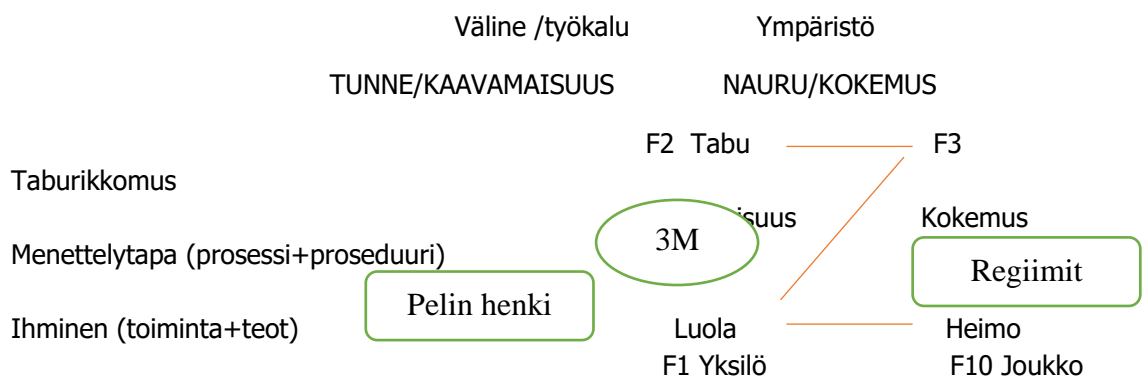 Väline /työkalu Ympäristö
TUNNE/KAAVAMAISUUS NAURU/KOKEMUS
F2 Tabu F3
Taburikkomus
isuus Kokemus
3M
Menettelytapa (prosessi+proseduuri)
Regiimit
Pelin henki
Ihminen (toiminta+teot) Luola Heimo
F1 Yksilö F10 Joukko